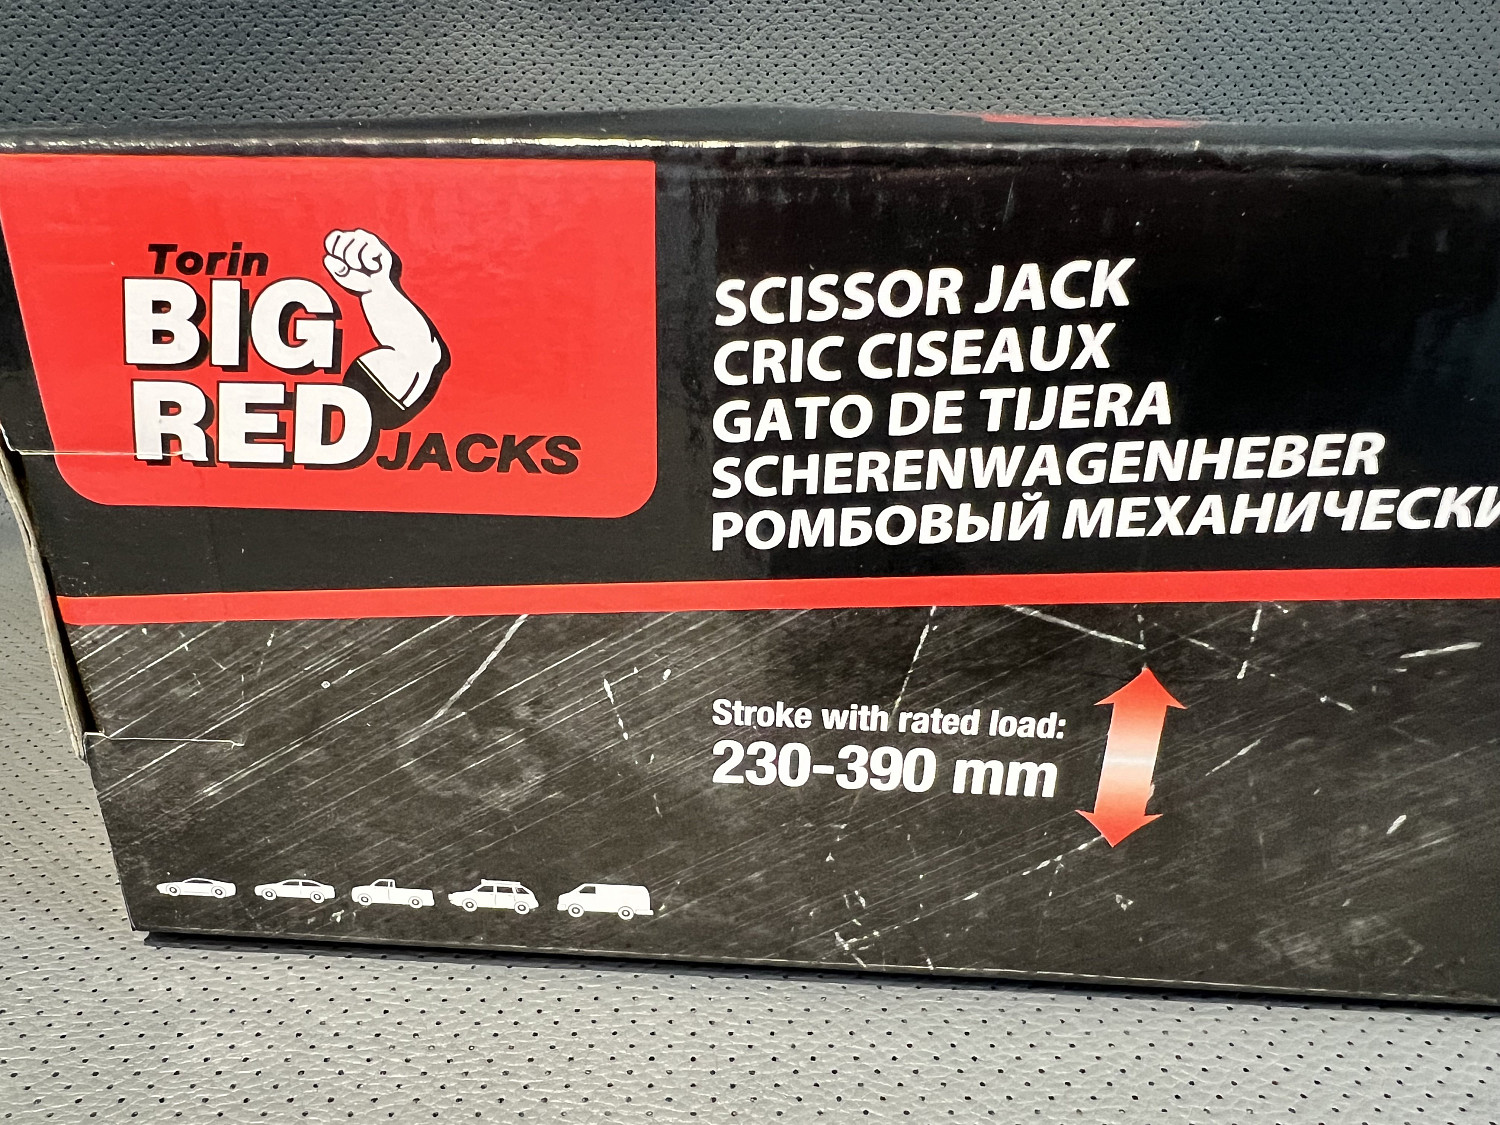 Torin
BIG
RED JACKS
SCISSOR JACK
CRIC CISEAUX
GATO DE TIJERA
SCHERENWAGENHEBER
РОМБОВЫЙ
Stroke with rated load:
230-390 mm